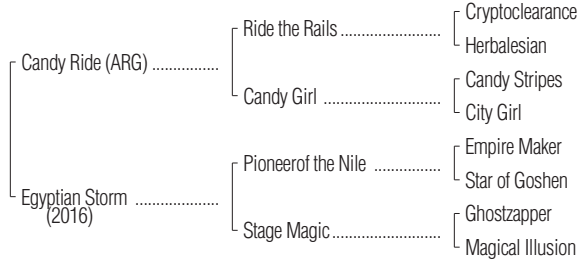 Cryptoclearance
Ride the Rails ......................
Herbalesian
Candy Ride (ARG) ................
Candy Stripes
Candy Girl ..........................
City Girl
Empire Maker
Pioneerof the Nile ...............
Star of Goshen
Egyptian Storm ..................
(2016)
Ghostzapper
Stage Magic........................
Magical Illusion